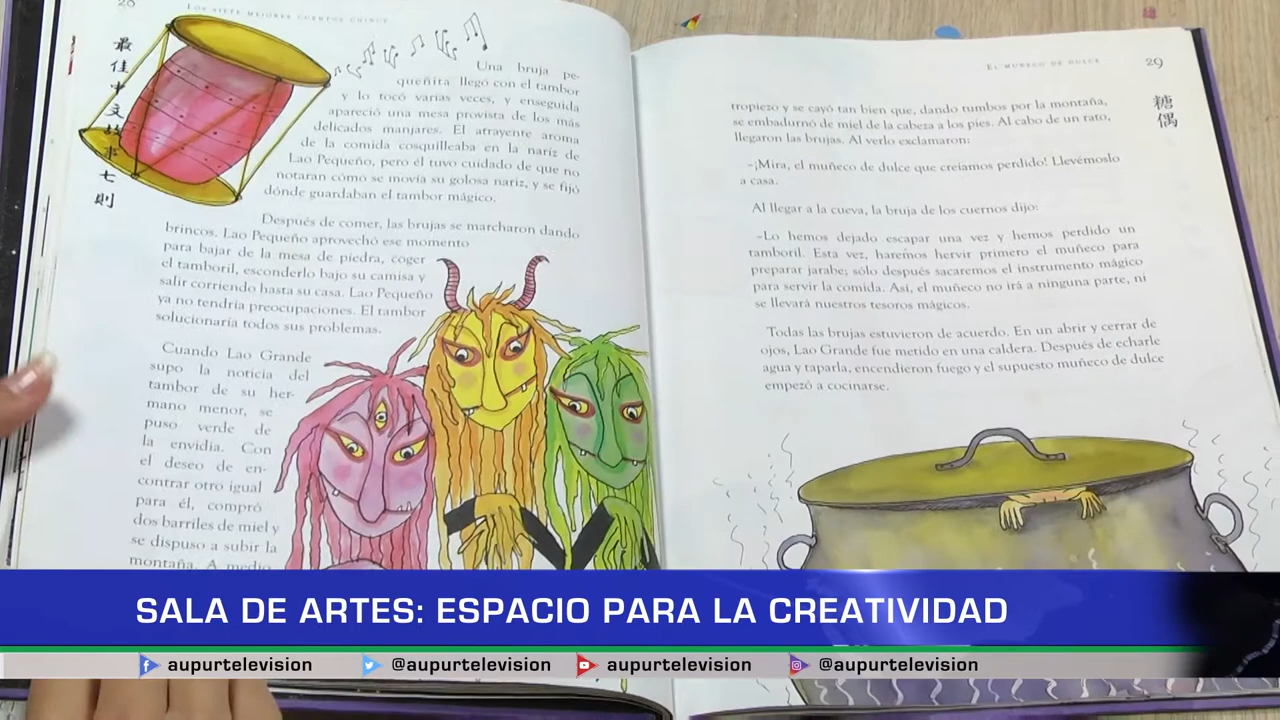 28
LOS SIETE MEJORES CUENTOS CHINOS
最佳中文故事七則
Una bruja pe-
queñita llegó con el tambor
y lo tocó varias veces, y enseguida
apareció una mesa provista de los más
delicados manjares. El atrayente aroma
de la comida cosquilleaba en la nariz de
Lao Pequeño, pero él tuvo cuidado de que no
notaran cómo se movía su golosa nariz, y se fijó
dónde guardaban el tambor mágico.
Después de comer, las brujas se marcharon dando
brincos. Lao Pequeño aprovechó ese momento
para bajar de la mesa de piedra, coger
el tamboril, esconderlo bajo su camisa y
salir corriendo hasta su casa. Lao Pequeño
ya no tendría preocupaciones. El tambor
solucionaría todos sus problemas.
Cuando Lao Grande
supo la noticia del
tambor de su her-
mano menor, se
puso verde de
la envidia. Con
el deseo de en-
contrar otro igual
para él, compró
dos barriles de miel y
se dispuso a subir la
montaña. A medio
EL MUÑECO DE DULCE
29
糖偶
tropiezo y se cayó tan bien que, dando tumbos por la montaña,
se embadurnó de miel de la cabeza a los pies. Al cabo de un rato,
llegaron las brujas. Al verlo exclamaron:
–¡Mira, el muñeco de dulce que creíamos perdido! Llevémoslo
a casa.
Al llegar a la cueva, la bruja de los cuernos dijo:
–Lo hemos dejado escapar una vez y hemos perdido un
tamboril. Esta vez, haremos hervir primero el muñeco para
preparar jarabe; sólo después sacaremos el instrumento mágico
para servir la comida. Así, el muñeco no irá a ninguna parte, ni
se llevará nuestros tesoros mágicos.
Todas las brujas estuvieron de acuerdo. En un abrir y cerrar de
ojos, Lao Grande fue metido en una caldera. Después de echarle
agua y taparla, encendieron fuego y el supuesto muñeco de dulce
empezó a cocinarse.
SALA DE ARTES: ESPACIO PARA LA CREATIVIDAD
aupurtelevision
@aupurtelevision
aupurtelevision
@aupurtelevision